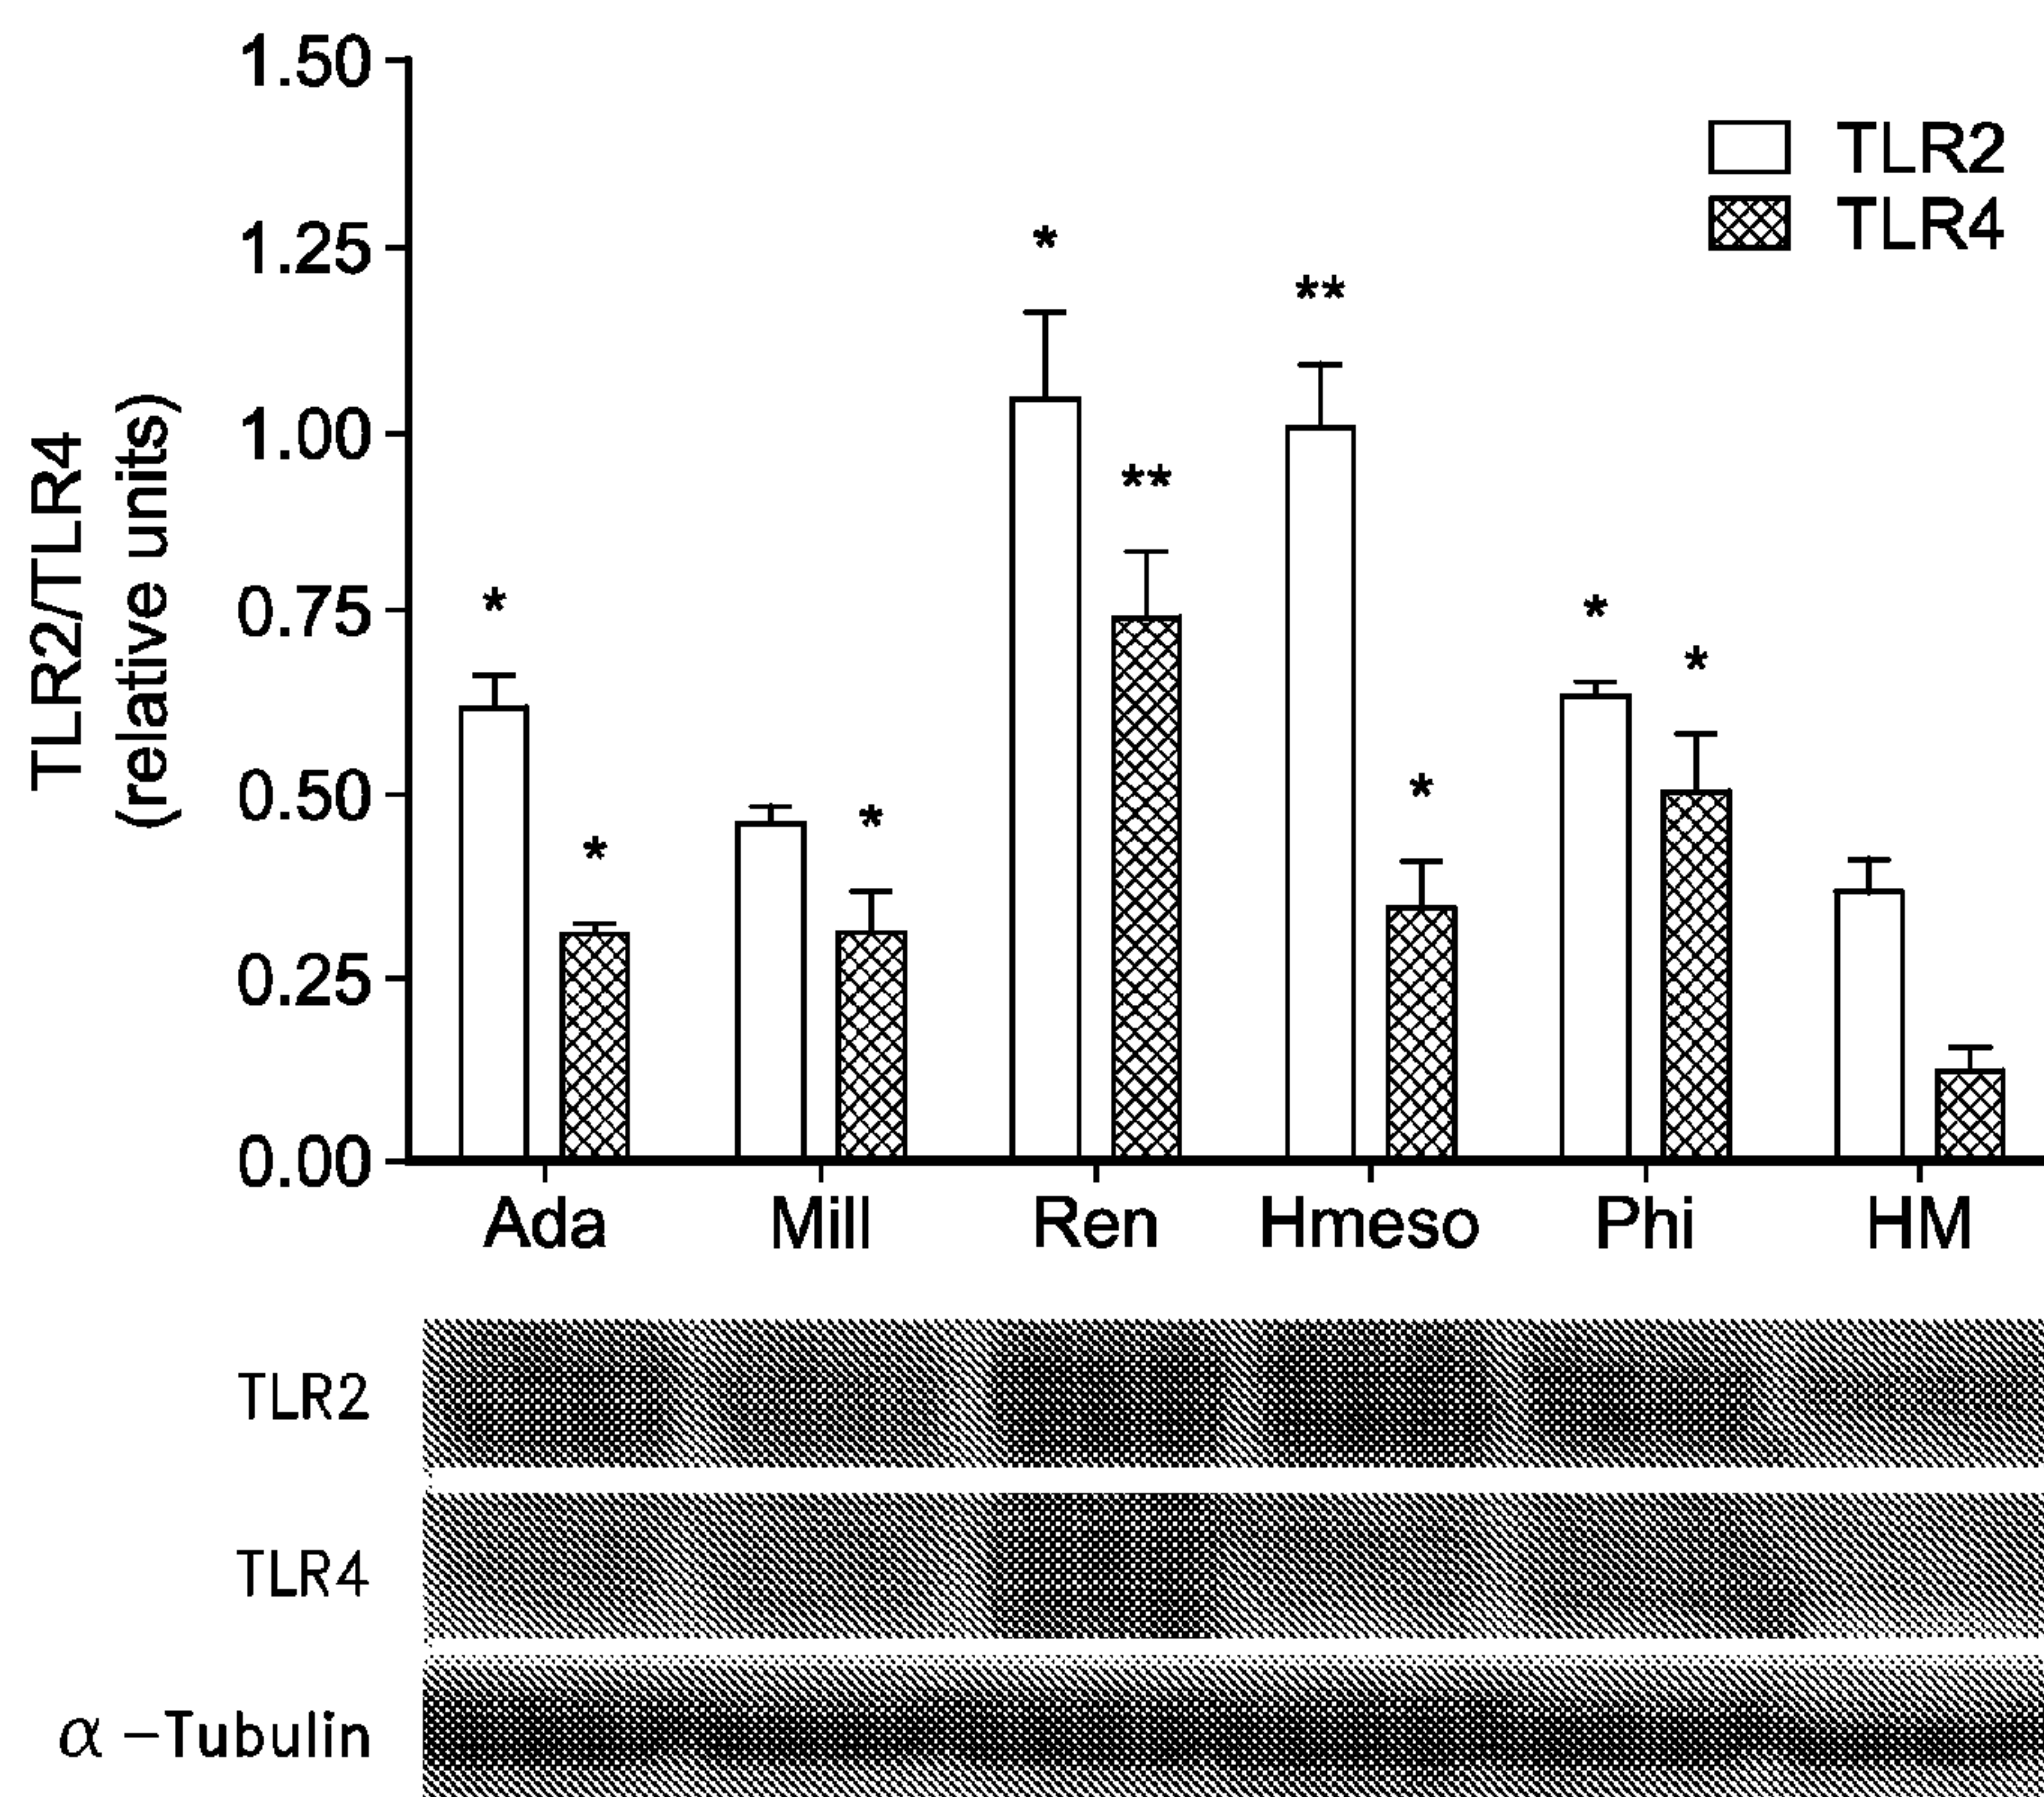 1.50
1.25
1.00
0.75
0.50
0.25
0.00
TLR2/TLR4
(relative units)
TLR2
TLR4
*
*
*
*
**
**
*
*
*
Ada Mill Ren Hmeso Phi HM
TLR2
TLR4
α-Tubulin